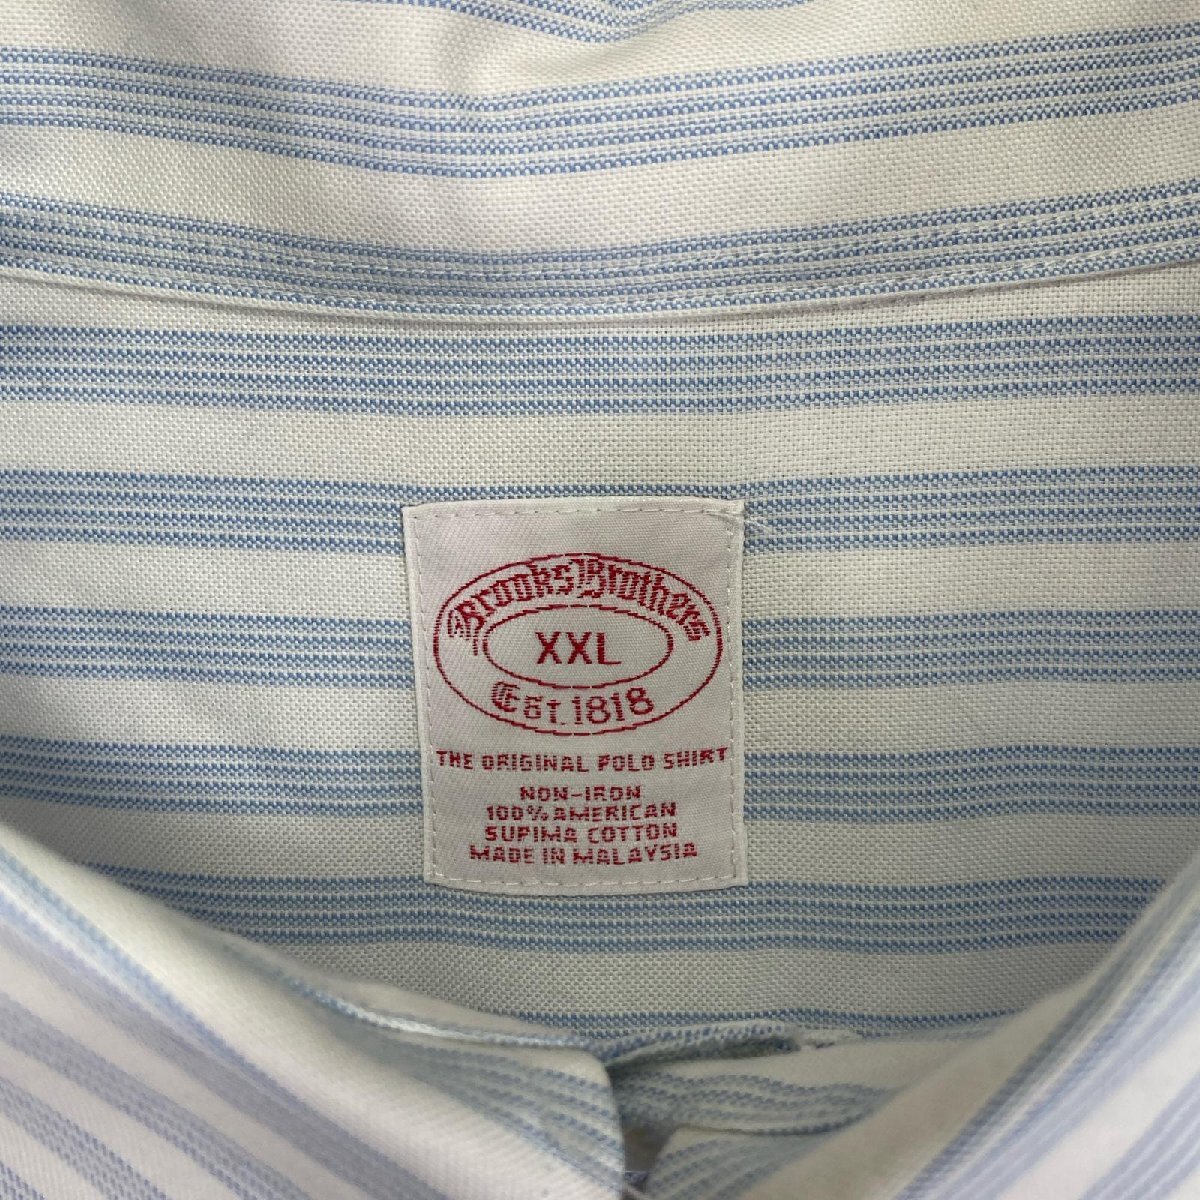 Brooks Brothers
XXL
Est. 1818
THE ORIGINAL POLO SHIRT
NON-IRON
100% AMERICAN
SUPIMA COTTON
MADE IN MALAYSIA